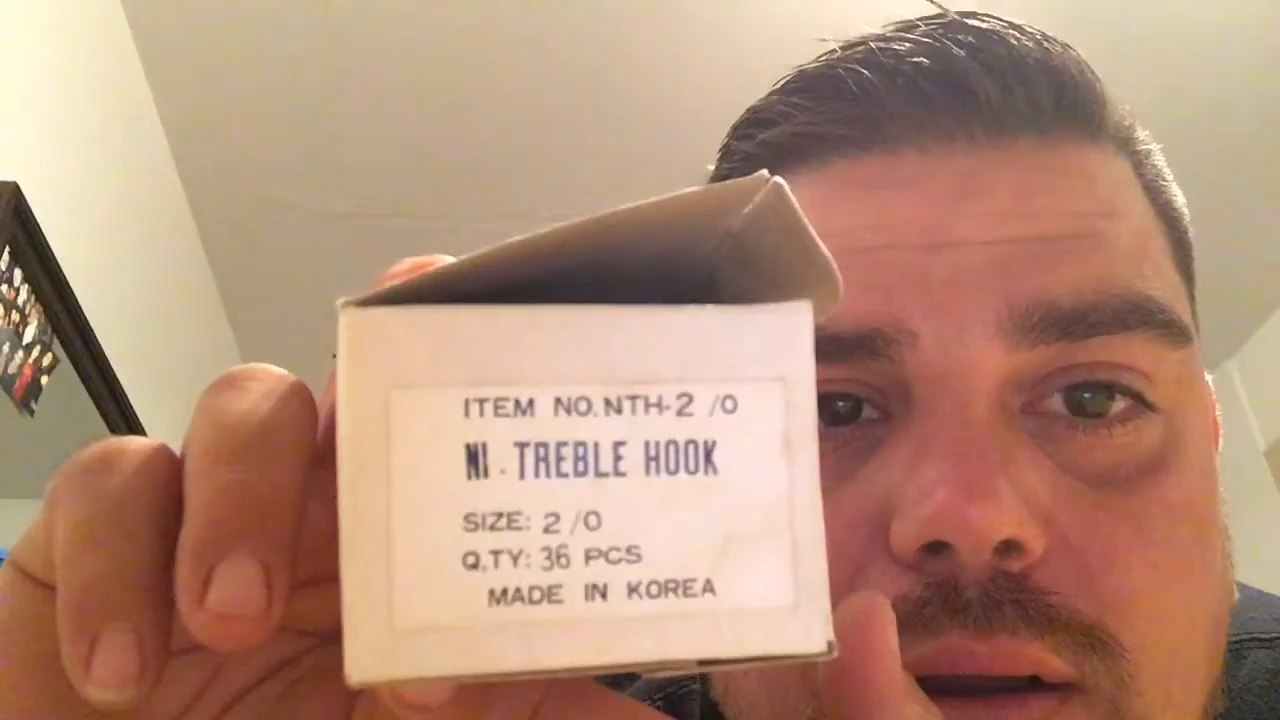 ITEM NO. NTH-2 /0
NI. TREBLE HOOK
SIZE: 2 /0
Q,TY: 36 PCS
MADE IN KOREA